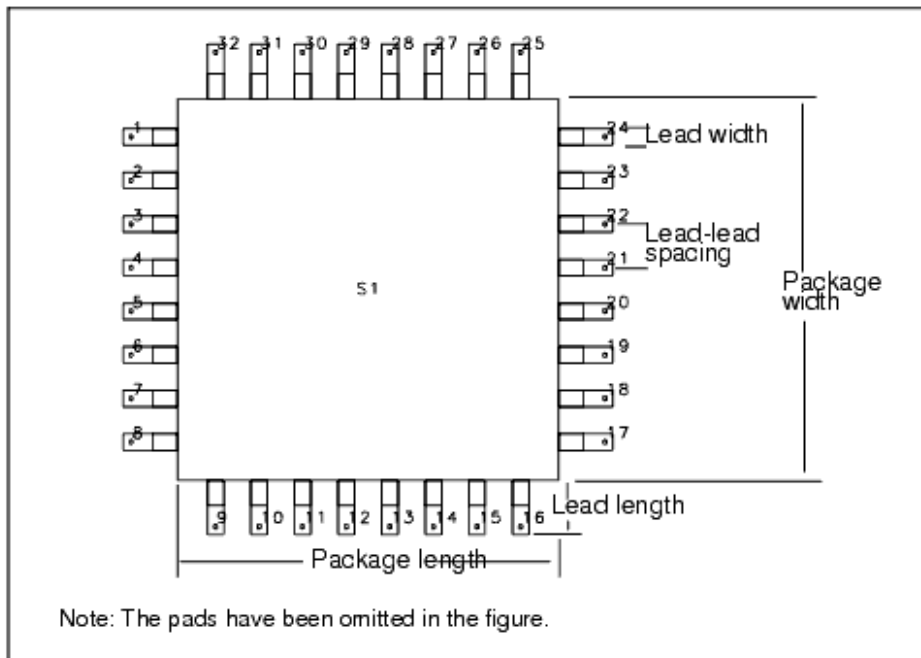 32 31 30 29 28 27 26 25
1 24 Lead width
2 23
3 22
Lead-lead
spacing
4 21
Package
width
S1
5 20
6 19
7 18
8 17
Lead length
9 10 11 12 13 14 15 16
Package length
Note: The pads have been omitted in the figure.